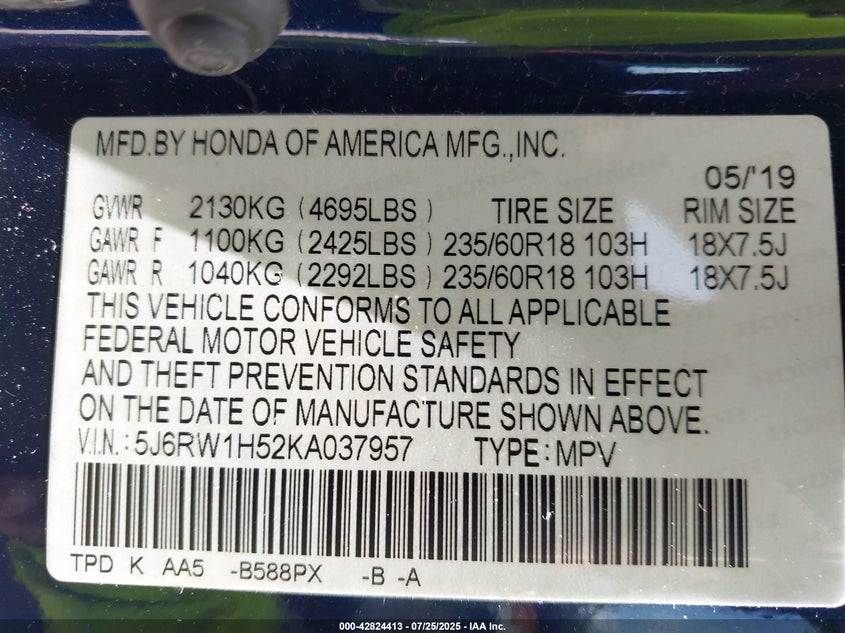 MFD.BY HONDA OF AMERICA MFG.,INC.
05/'19
GVWR 2130KG (4695LBS) TIRE SIZE RIM SIZE
GAWR F 1100KG (2425LBS) 235/60R18 103H 18X7.5J
GAWR R 1040KG (2292LBS) 235/60R18 103H 18X7.5J
THIS VEHICLE CONFORMS TO ALL APPLICABLE
FEDERAL MOTOR VEHICLE SAFETY
AND THEFT PREVENTION STANDARDS IN EFFECT
ON THE DATE OF MANUFACTURE SHOWN ABOVE.
V.I.N.: 5J6RW1H52KA037957 TYPE: MPV
TPD K AA5 -B588PX -B -A
000-42824413 - 07/25/2025 - IAA Inc.